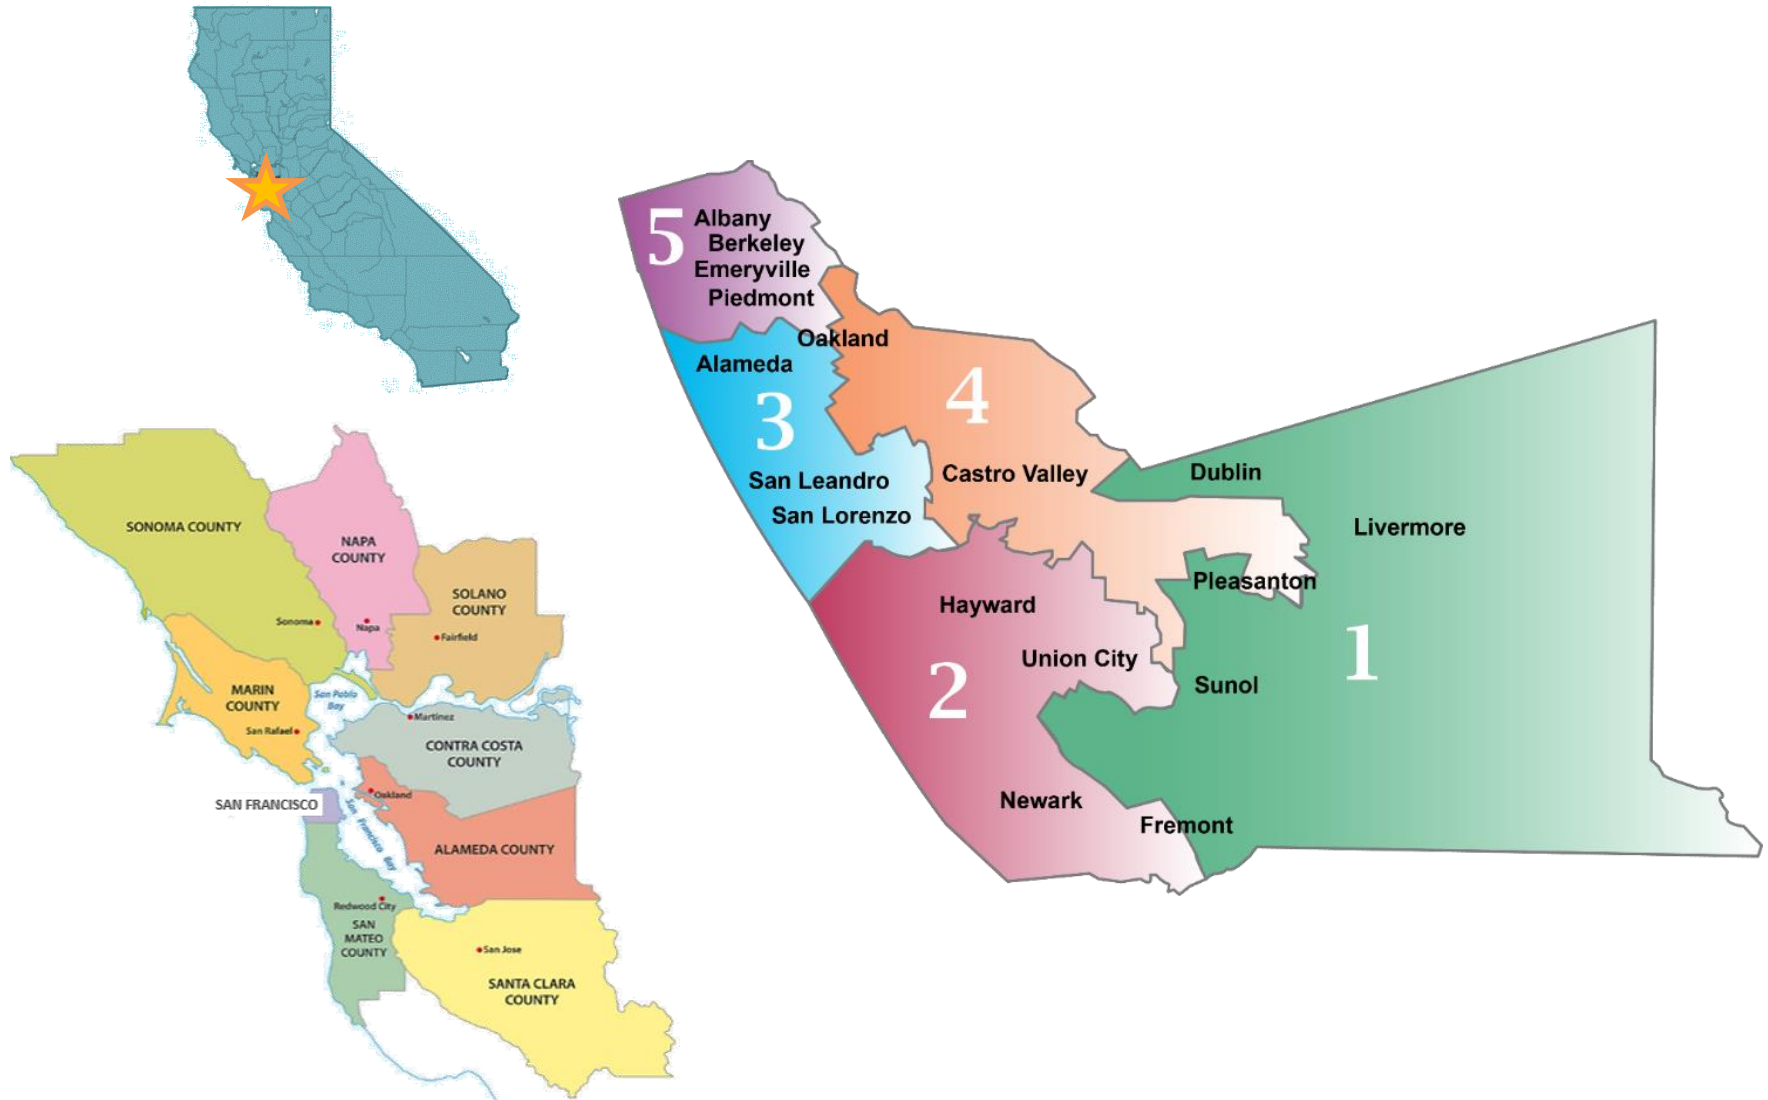 5
Albany
Berkeley
Emeryville
Piedmont
Oakland
Alameda
3
4
San Leandro
San Lorenzo
Castro Valley
Dublin
Livermore
Pleasanton
Hayward
Union City
2
1
Sunol
Newark
Fremont
SONOMA COUNTY
NAPA
COUNTY
SOLANO
COUNTY
Sonoma
Napa
Fairfield
MARIN
COUNTY
San Pablo
Bay
San Rafael
Martinez
CONTRA COSTA
COUNTY
Oakland
SAN FRANCISCO
San Francisco Bay
ALAMEDA COUNTY
Redwood City
SAN
MATEO
COUNTY
San Jose
SANTA CLARA
COUNTY